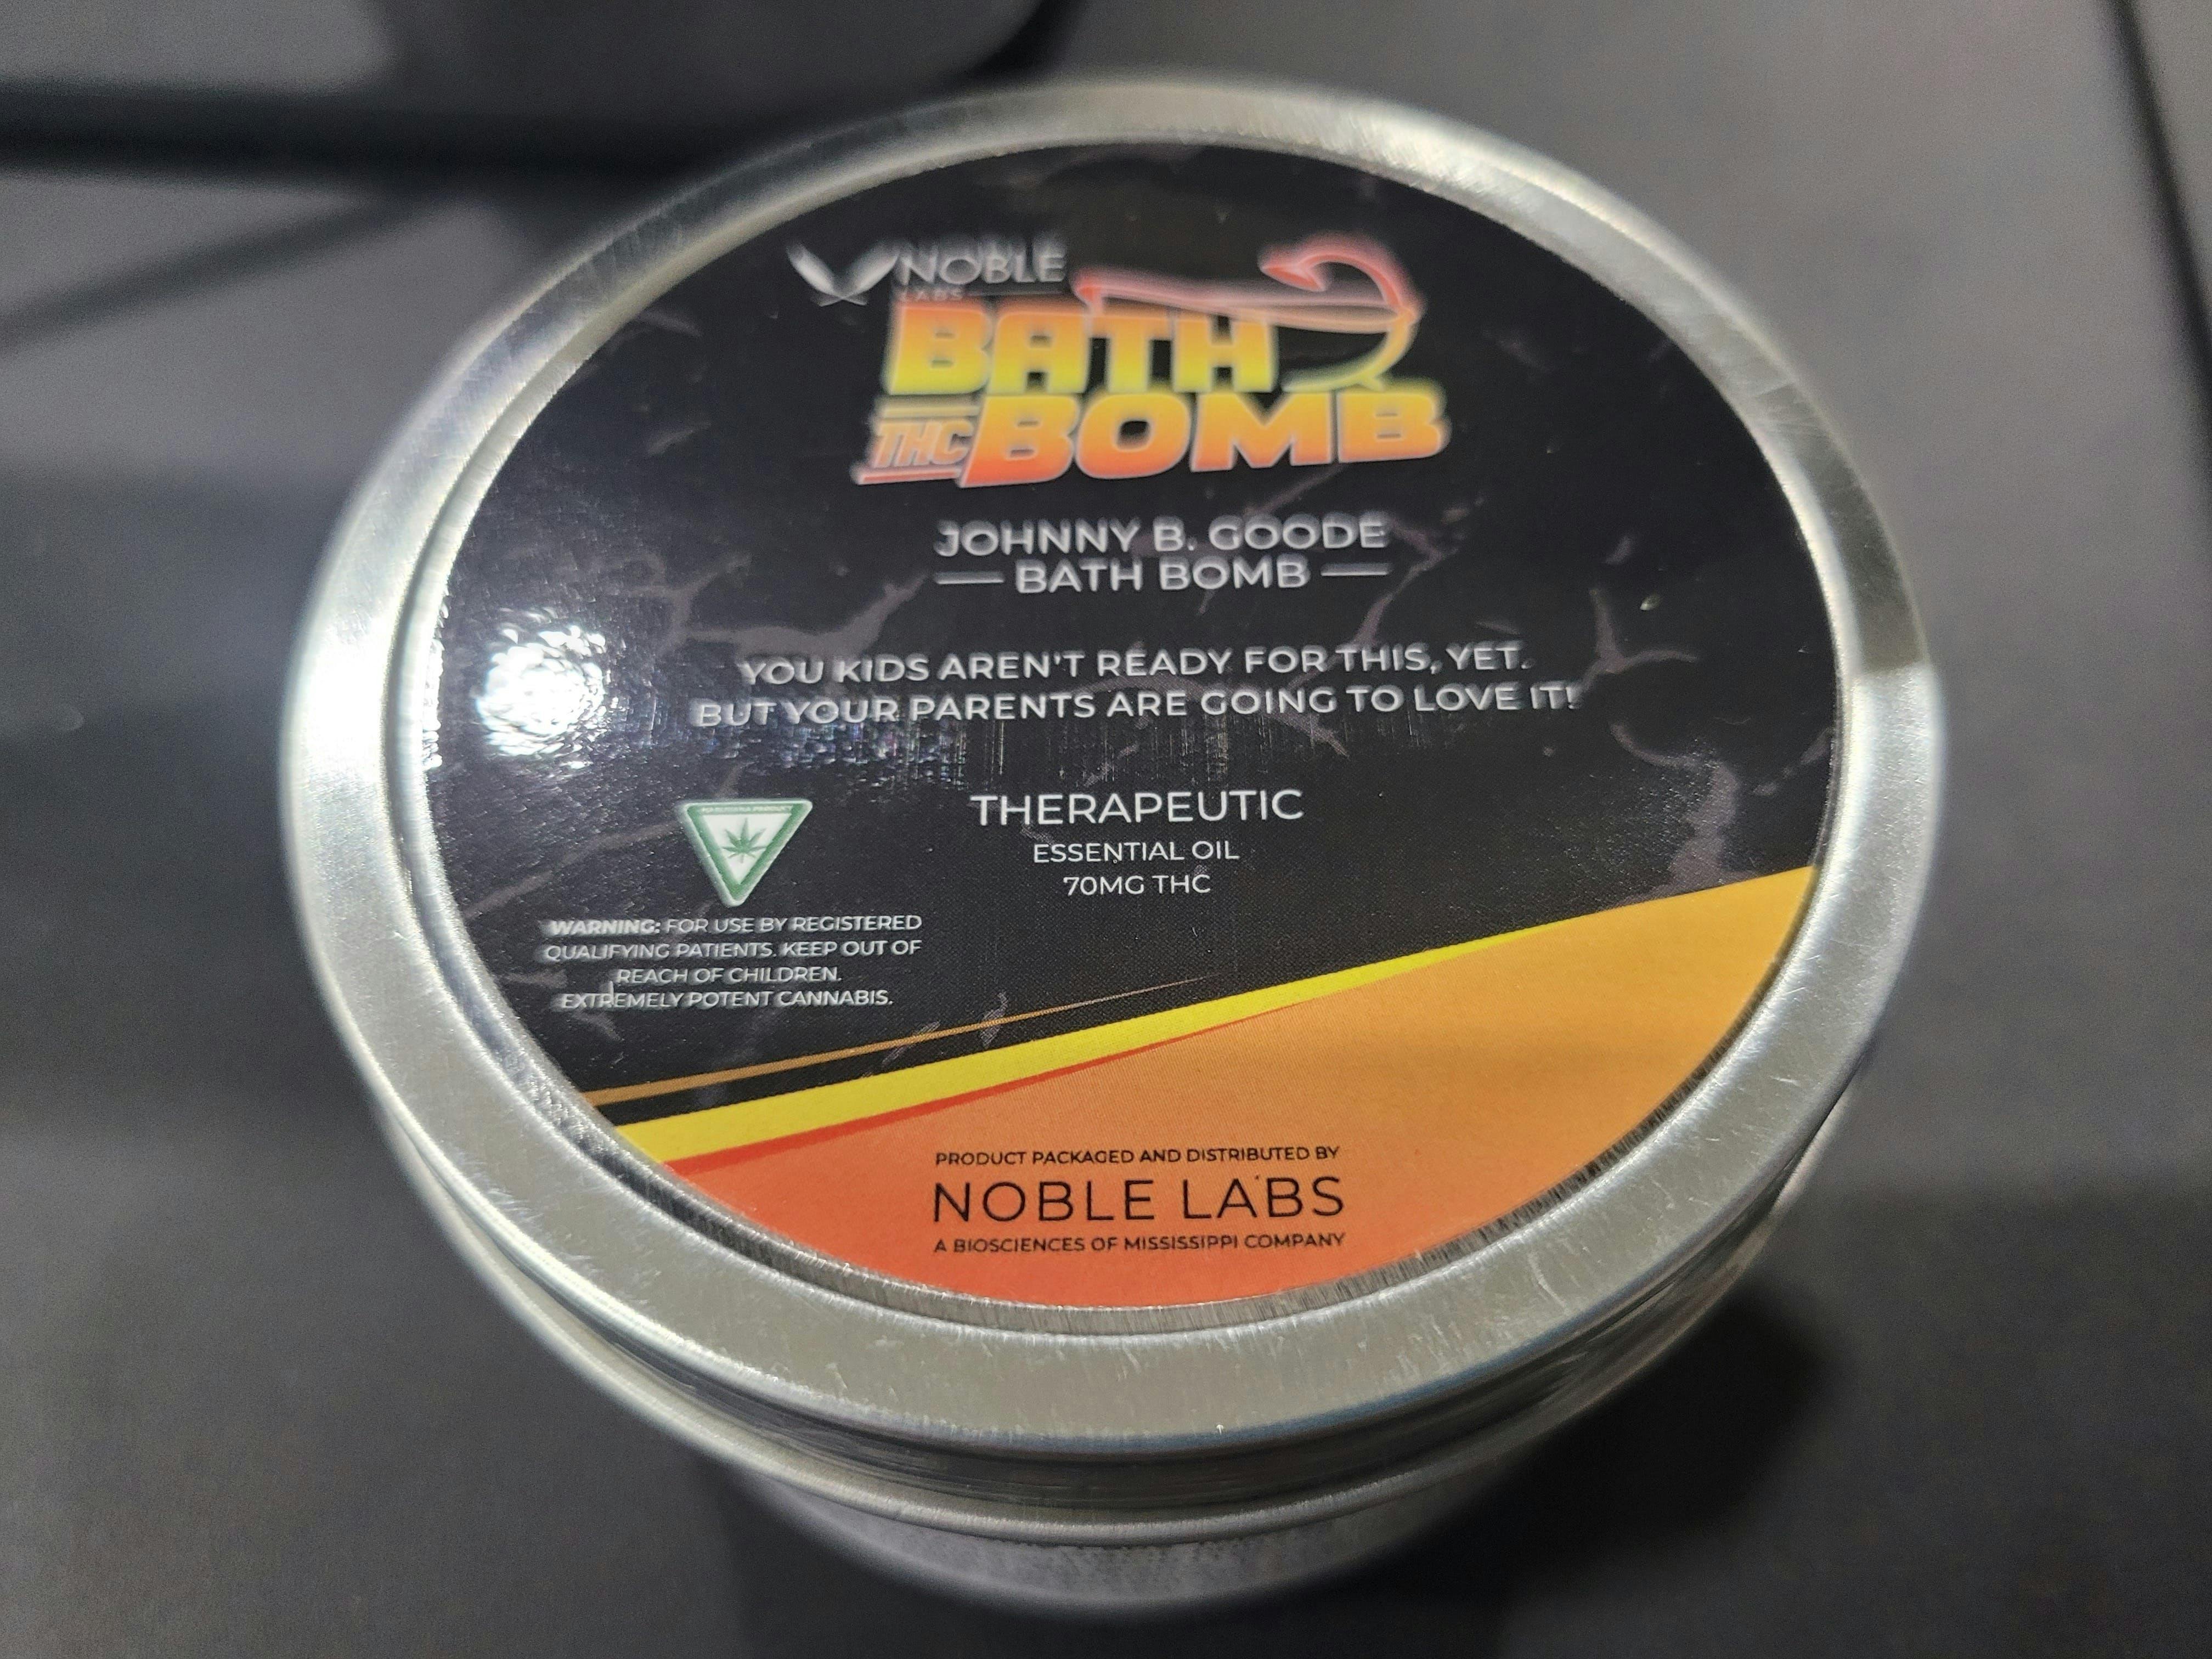 NOBLE
LABS
BATH
THC BOMB
JOHNNY B. GOODE
BATH BOMB
YOU KIDS AREN'T READY FOR THIS, YET.
BUT YOUR PARENTS ARE GOING TO LOVE IT!
THERAPEUTIC
ESSENTIAL OIL
70MG THC
WARNING: FOR USE BY REGISTERED
QUALIFYING PATIENTS. KEEP OUT OF
REACH OF CHILDREN.
EXTREMELY POTENT CANNABIS.
PRODUCT PACKAGED AND DISTRIBUTED BY
NOBLE LABS
A BIOSCIENCES OF MISSISSIPPI COMPANY